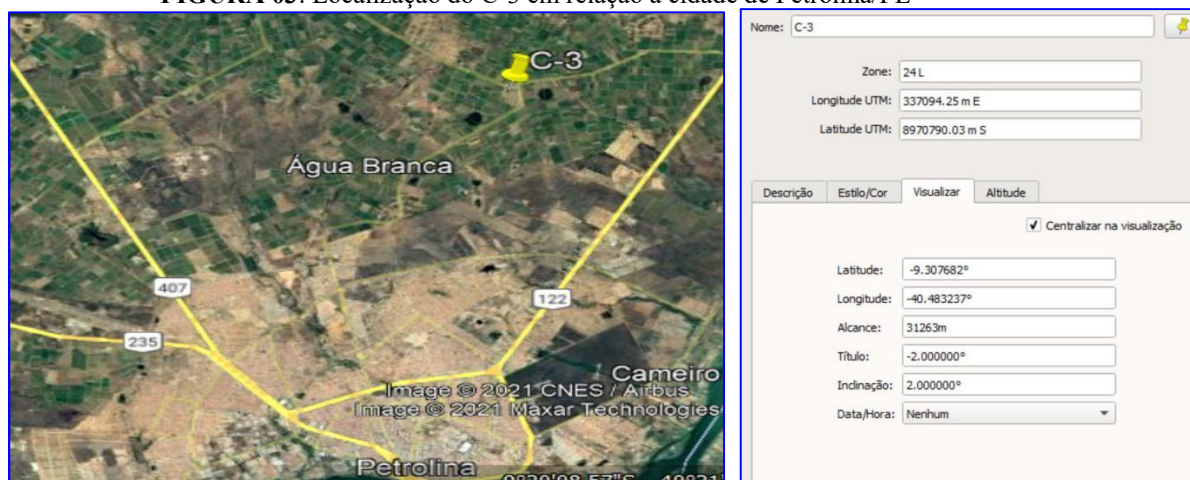 FIGURA 03: Localização do C-3 em relação à cidade de Petrolina/PE
C-3
Água Branca
407
122
235
Carneiro
Image © 2021 CNES / Airbus
Image © 2021 Maxar Technologies
Petrolina
Nome: C-3
Zone: 24 L
Longitude UTM: 337094.25 m E
Latitude UTM: 8970790.03 m S
Descrição Estilo/Cor Visualizar Altitude
Centralizar na visualização
Latitude: -9.307682°
Longitude: -40.483237°
Alcance: 31263m
Título: -2.000000°
Inclinação: 2.000000°
Data/Hora: Nenhum